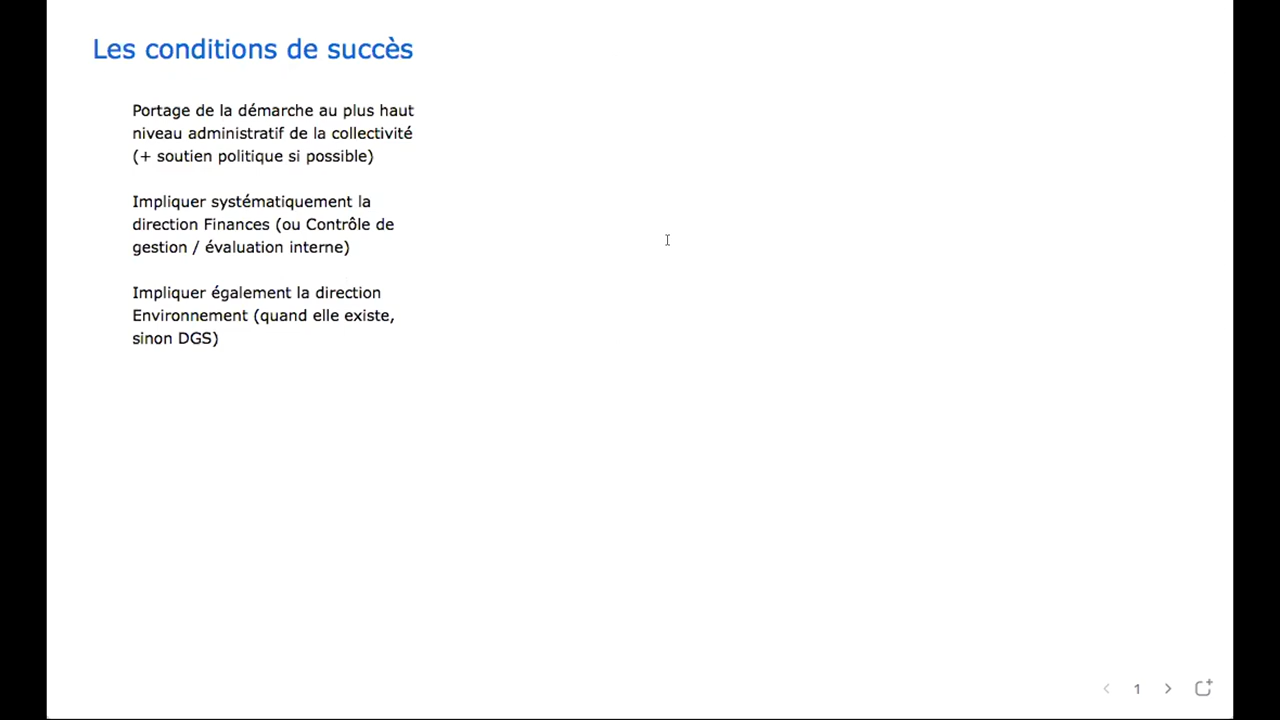 Les conditions de succès
Portage de la démarche au plus haut
niveau administratif de la collectivité
(+ soutien politique si possible)
Impliquer systématiquement la
direction Finances (ou Contrôle de
gestion / évaluation interne)
Impliquer également la direction
Environnement (quand elle existe,
sinon DGS)
1